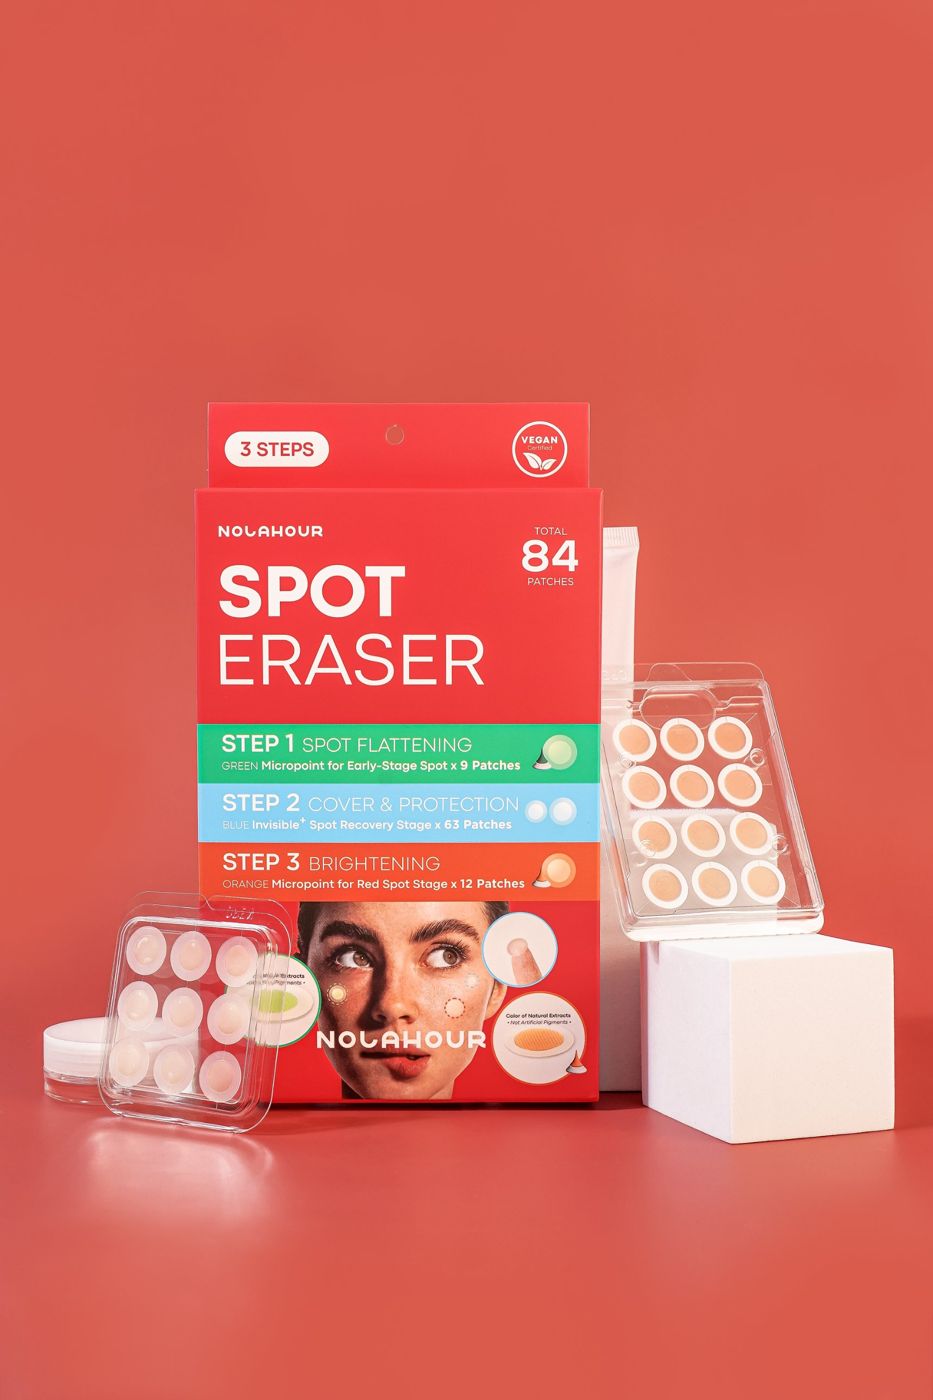 3 STEPS
VEGAN
Certified
NOLAHOUR
TOTAL
84
PATCHES
SPOT
ERASER
STEP 1 SPOT FLATTENING
GREEN Micropoint for Early-Stage Spot x 9 Patches
STEP 2 COVER & PROTECTION
BLUE Invisible+ Spot Recovery Stage x 63 Patches
STEP 3 BRIGHTENING
ORANGE Micropoint for Red Spot Stage x 12 Patches
Color of Natural Extracts
• Not Artificial Pigments •
NOLAHOUR